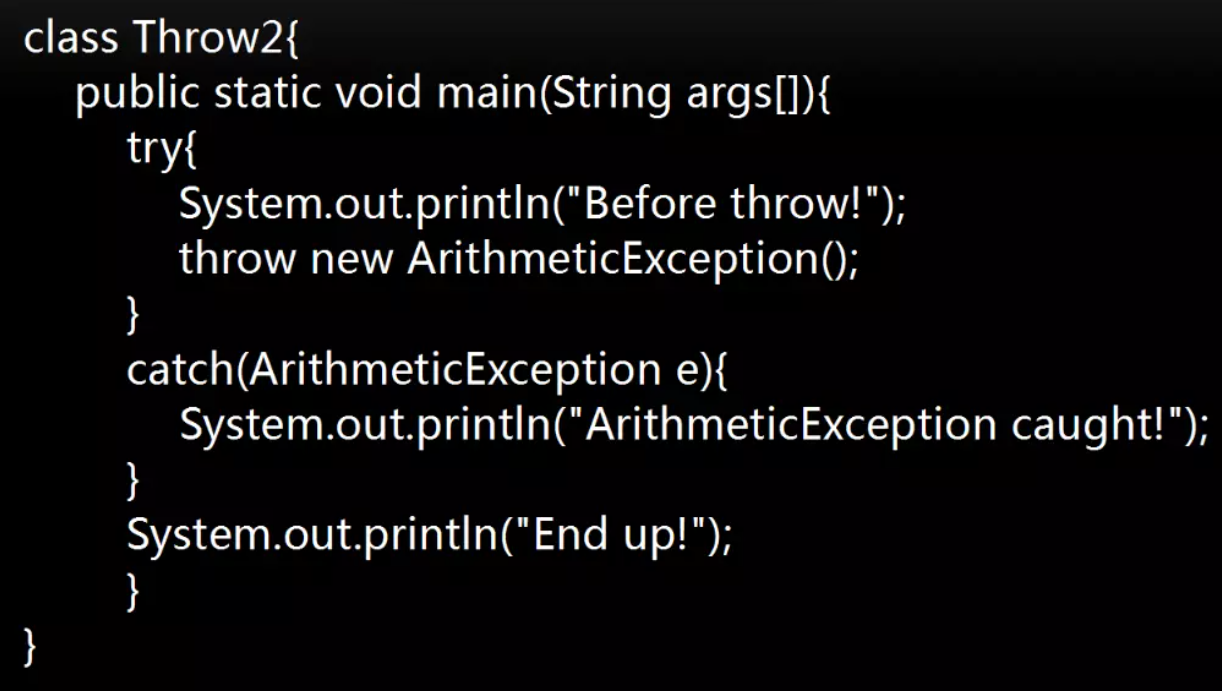 class Throw2{
public static void main(String args[]){
try{
System.out.println("Before throw!");
throw new ArithmeticException();
}
catch(ArithmeticException e){
System.out.println("ArithmeticException caught!");
}
System.out.println("End up!");
}
}